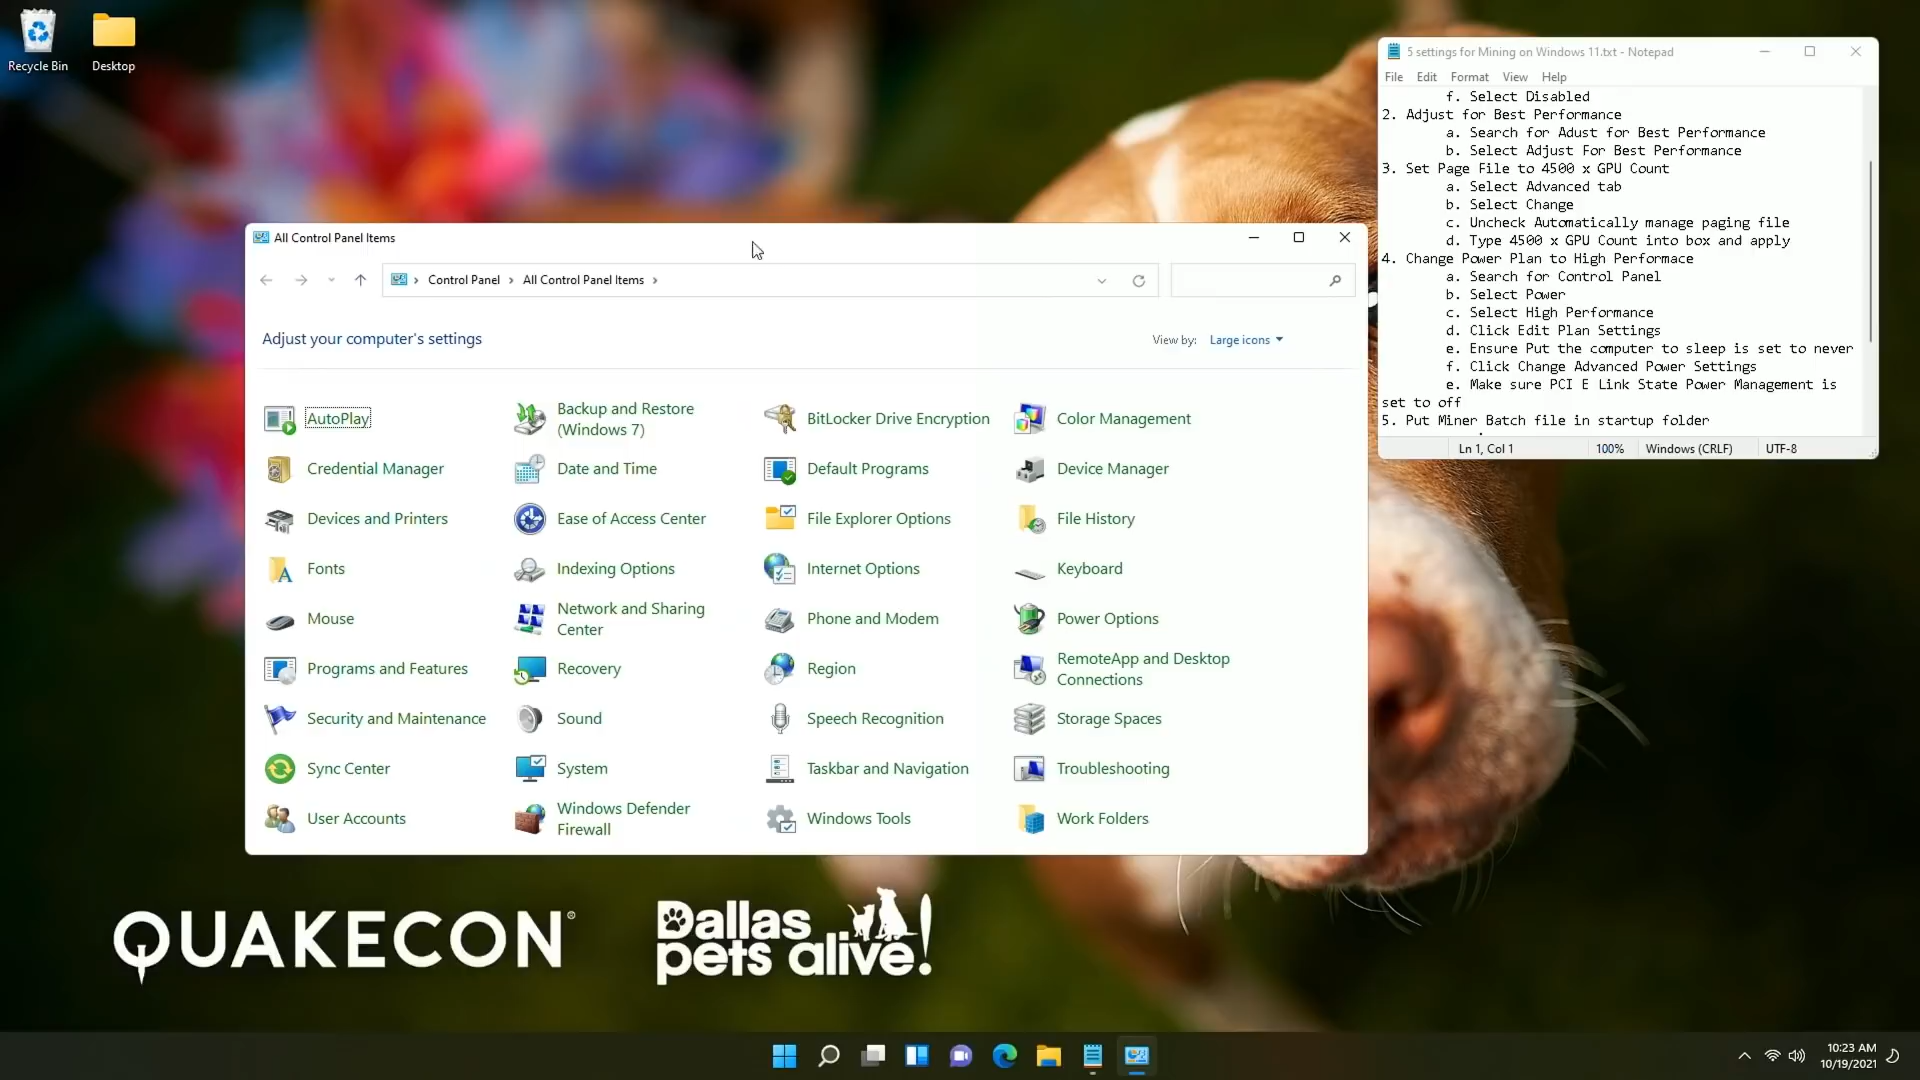 Recycle Bin
Desktop
5 settings for Mining on Windows 11.txt - Notepad
File Edit Format View Help
f. Select Disabled
2. Adjust for Best Performance
a. Search for Adust for Best Performance
b. Select Adjust For Best Performance
3. Set Page File to 4500 x GPU Count
a. Select Advanced tab
b. Select Change
c. Uncheck Automatically manage paging file
d. Type 4500 x GPU Count into box and apply
4. Change Power Plan to High Performace
a. Search for Control Panel
b. Select Power
c. Select High Performance
d. Click Edit Plan Settings
e. Ensure Put the computer to sleep is set to never
f. Click Change Advanced Power Settings
e. Make sure PCI E Link State Power Management is
set to off
5. Put Miner Batch file in startup folder
Ln 1, Col 1 100% Windows (CRLF) UTF-8
All Control Panel Items
Control Panel > All Control Panel Items >
Adjust your computer's settings
View by: Large icons
AutoPlay
Backup and Restore
(Windows 7)
BitLocker Drive Encryption
Color Management
Credential Manager
Date and Time
Default Programs
Device Manager
Devices and Printers
Ease of Access Center
File Explorer Options
File History
Fonts
Indexing Options
Internet Options
Keyboard
Mouse
Network and Sharing
Center
Phone and Modem
Power Options
Programs and Features
Recovery
Region
RemoteApp and Desktop
Connections
Security and Maintenance
Sound
Speech Recognition
Storage Spaces
Sync Center
System
Taskbar and Navigation
Troubleshooting
User Accounts
Windows Defender
Firewall
Windows Tools
Work Folders
QUAKECON®
Dallas
pets alive!
10:23 AM
10/19/2021